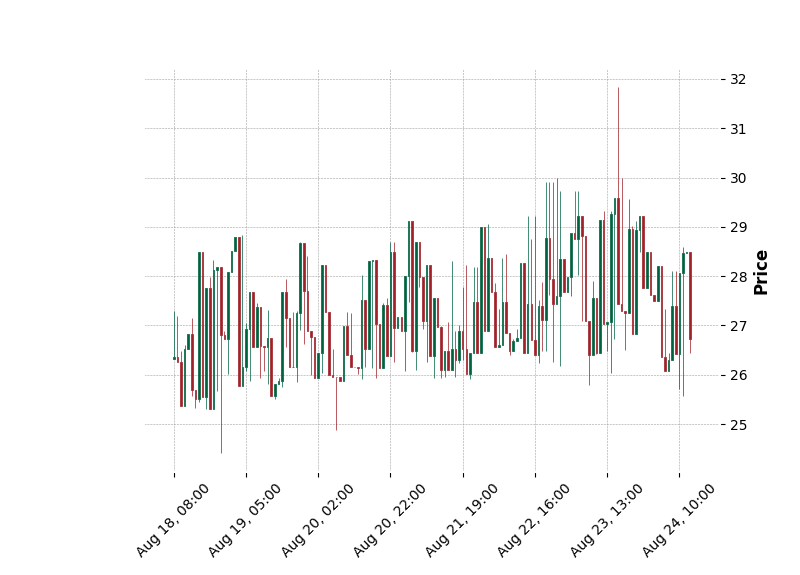 32
31
30
29
28
27
26
25
Price
Aug 18, 08:00
Aug 19, 05:00
Aug 20, 02:00
Aug 20, 22:00
Aug 21, 19:00
Aug 22, 16:00
Aug 23, 13:00
Aug 24, 10:00